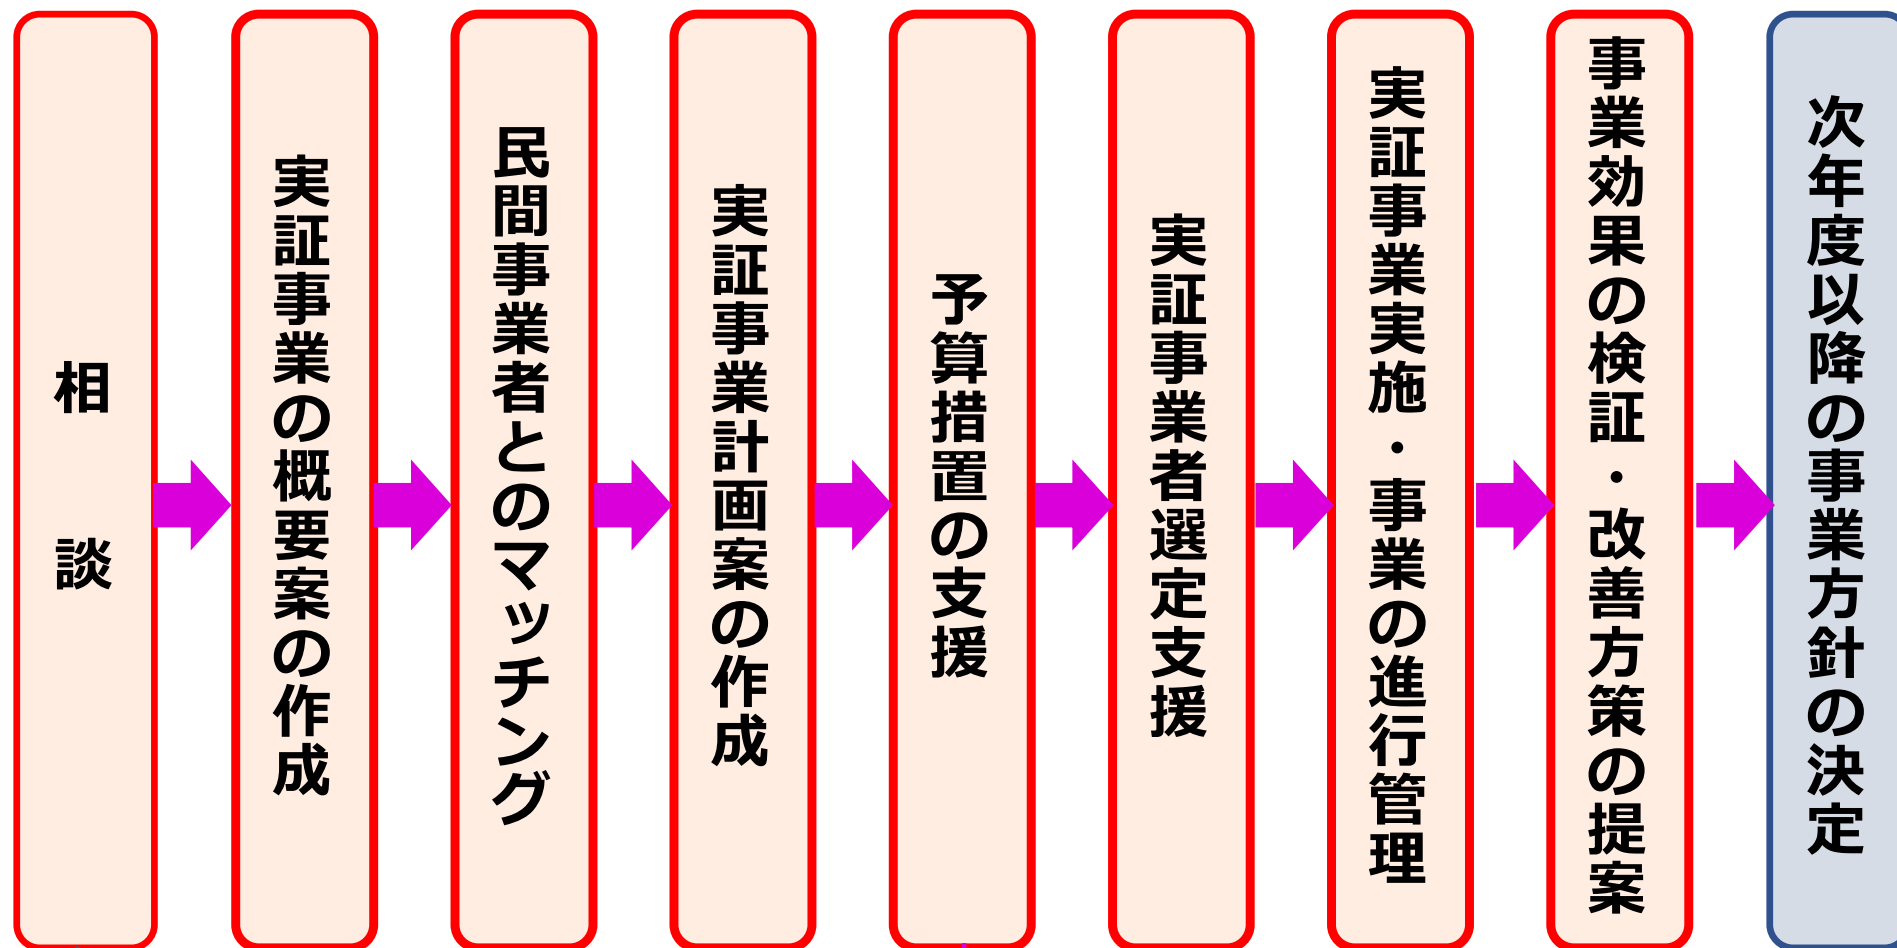 相談
実証事業の概要案の作成
民間事業者とのマッチング
実証事業計画案の作成
予算措置の支援
実証事業者選定支援
実証事業実施・事業の進行管理
事業効果の検証・改善方策の提案
次年度以降の事業方針の決定